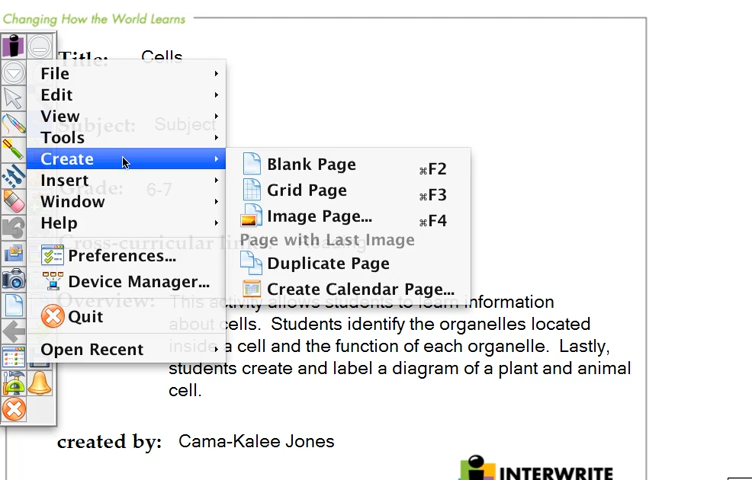 Changing How the World Learns
Title: Cells
File
Edit
View
Subject: Subject
Tools
Create
Insert
Grade: 6-7
Window
Help
Preferences...
Device Manager...
Quit
Open Recent
Blank Page ⌘F2
Grid Page ⌘F3
Image Page... ⌘F4
Page with Last Image
Cross-curricular
Duplicate Page
Create Calendar Page...
Overview: This activity allows students to learn information
about cells. Students identify the organelles located
inside a cell and the function of each organelle. Lastly,
students create and label a diagram of a plant and animal
cell.
created by: Cama-Kalee Jones
INTERWRITE